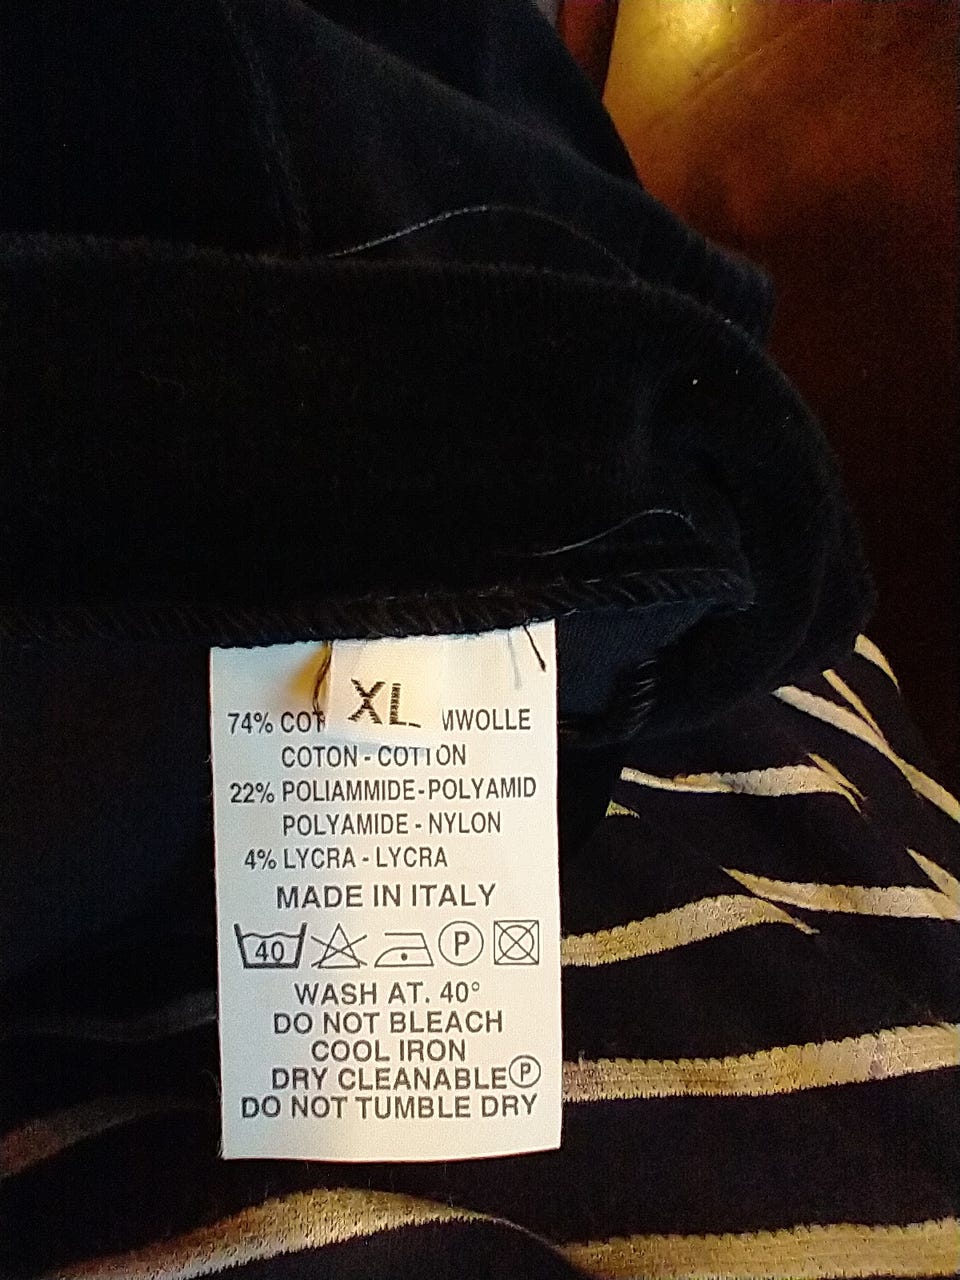 XL
74% COT MWOLLE
COTON - COTTON
22% POLIAMMIDE-POLYAMID
POLYAMIDE - NYLON
4% LYCRA - LYCRA
MADE IN ITALY
40 P
WASH AT. 40°
DO NOT BLEACH
COOL IRON
DRY CLEANABLE P
DO NOT TUMBLE DRY